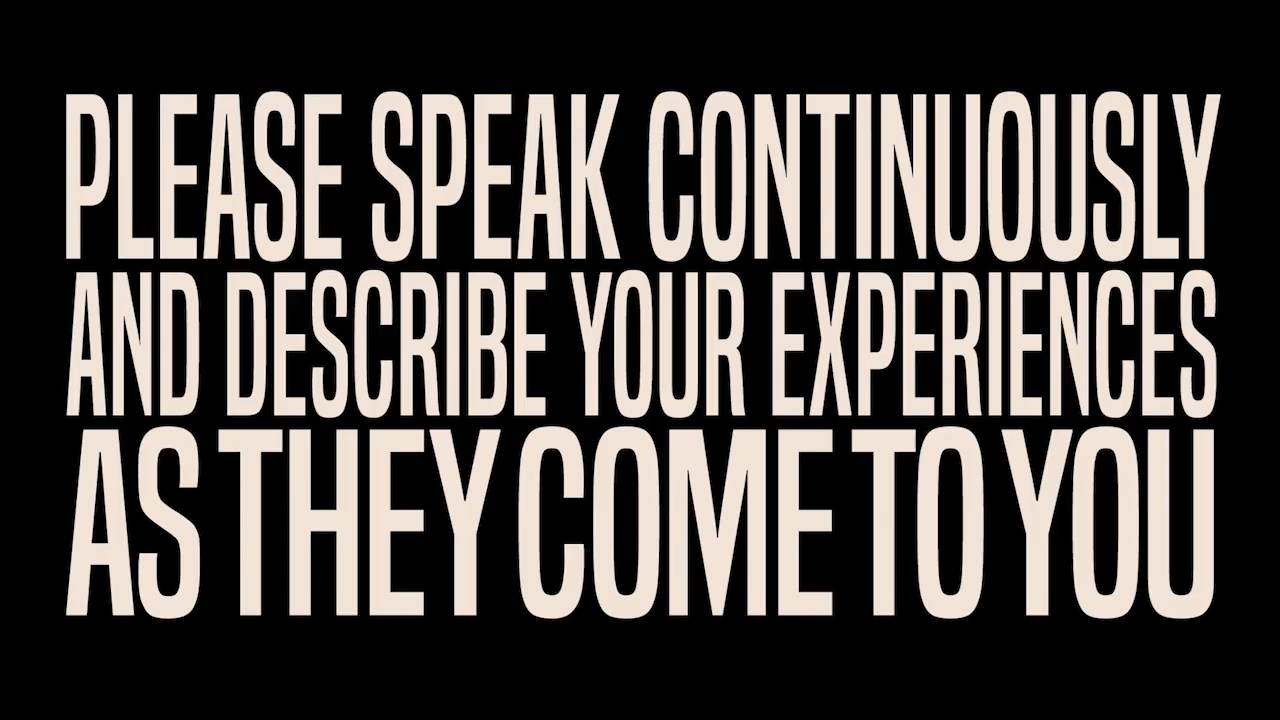 PLEASE SPEAK CONTINUOUSLY
AND DESCRIBE YOUR EXPERIENCES
AS THEY COME TO YOU